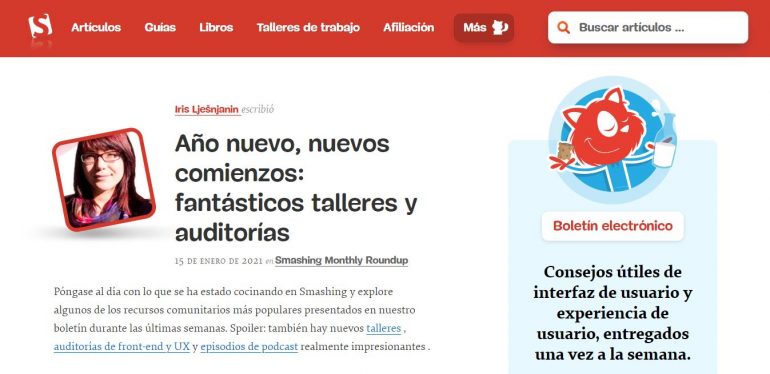 S
Artículos Guías Libros Talleres de trabajo Afiliación Más Buscar artículos ...
Iris Lješnjanin escribió
Año nuevo, nuevos
comienzos:
fantásticos talleres y
auditorías
15 DE ENERO DE 2021 en Smashing Monthly Roundup
Póngase al día con lo que se ha estado cocinando en Smashing y explore
algunos de los recursos comunitarios más populares presentados en nuestro
boletín durante las últimas semanas. Spoiler: también hay nuevos talleres ,
auditorías de front-end y UX y episodios de podcast realmente impresionantes .
Boletín electrónico
Consejos útiles de
interfaz de usuario y
experiencia de
usuario, entregados
una vez a la semana.